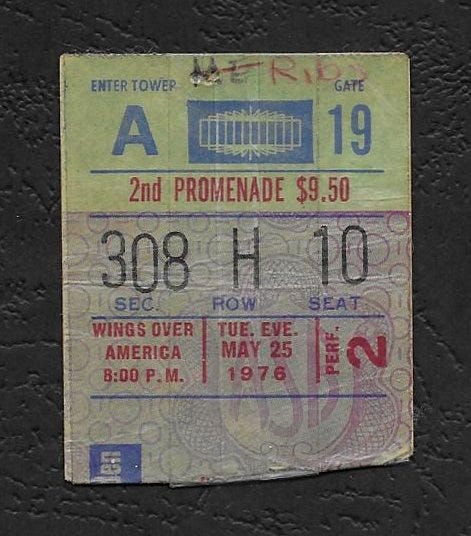 RiBs
ENTER TOWER
GATE
A
19
2nd PROMENADE $9.50
308 H 10
SEC. ROW SEAT
WINGS OVER
AMERICA
8:00 P.M.
TUE. EVE.
MAY 25
1976
PERF. 2